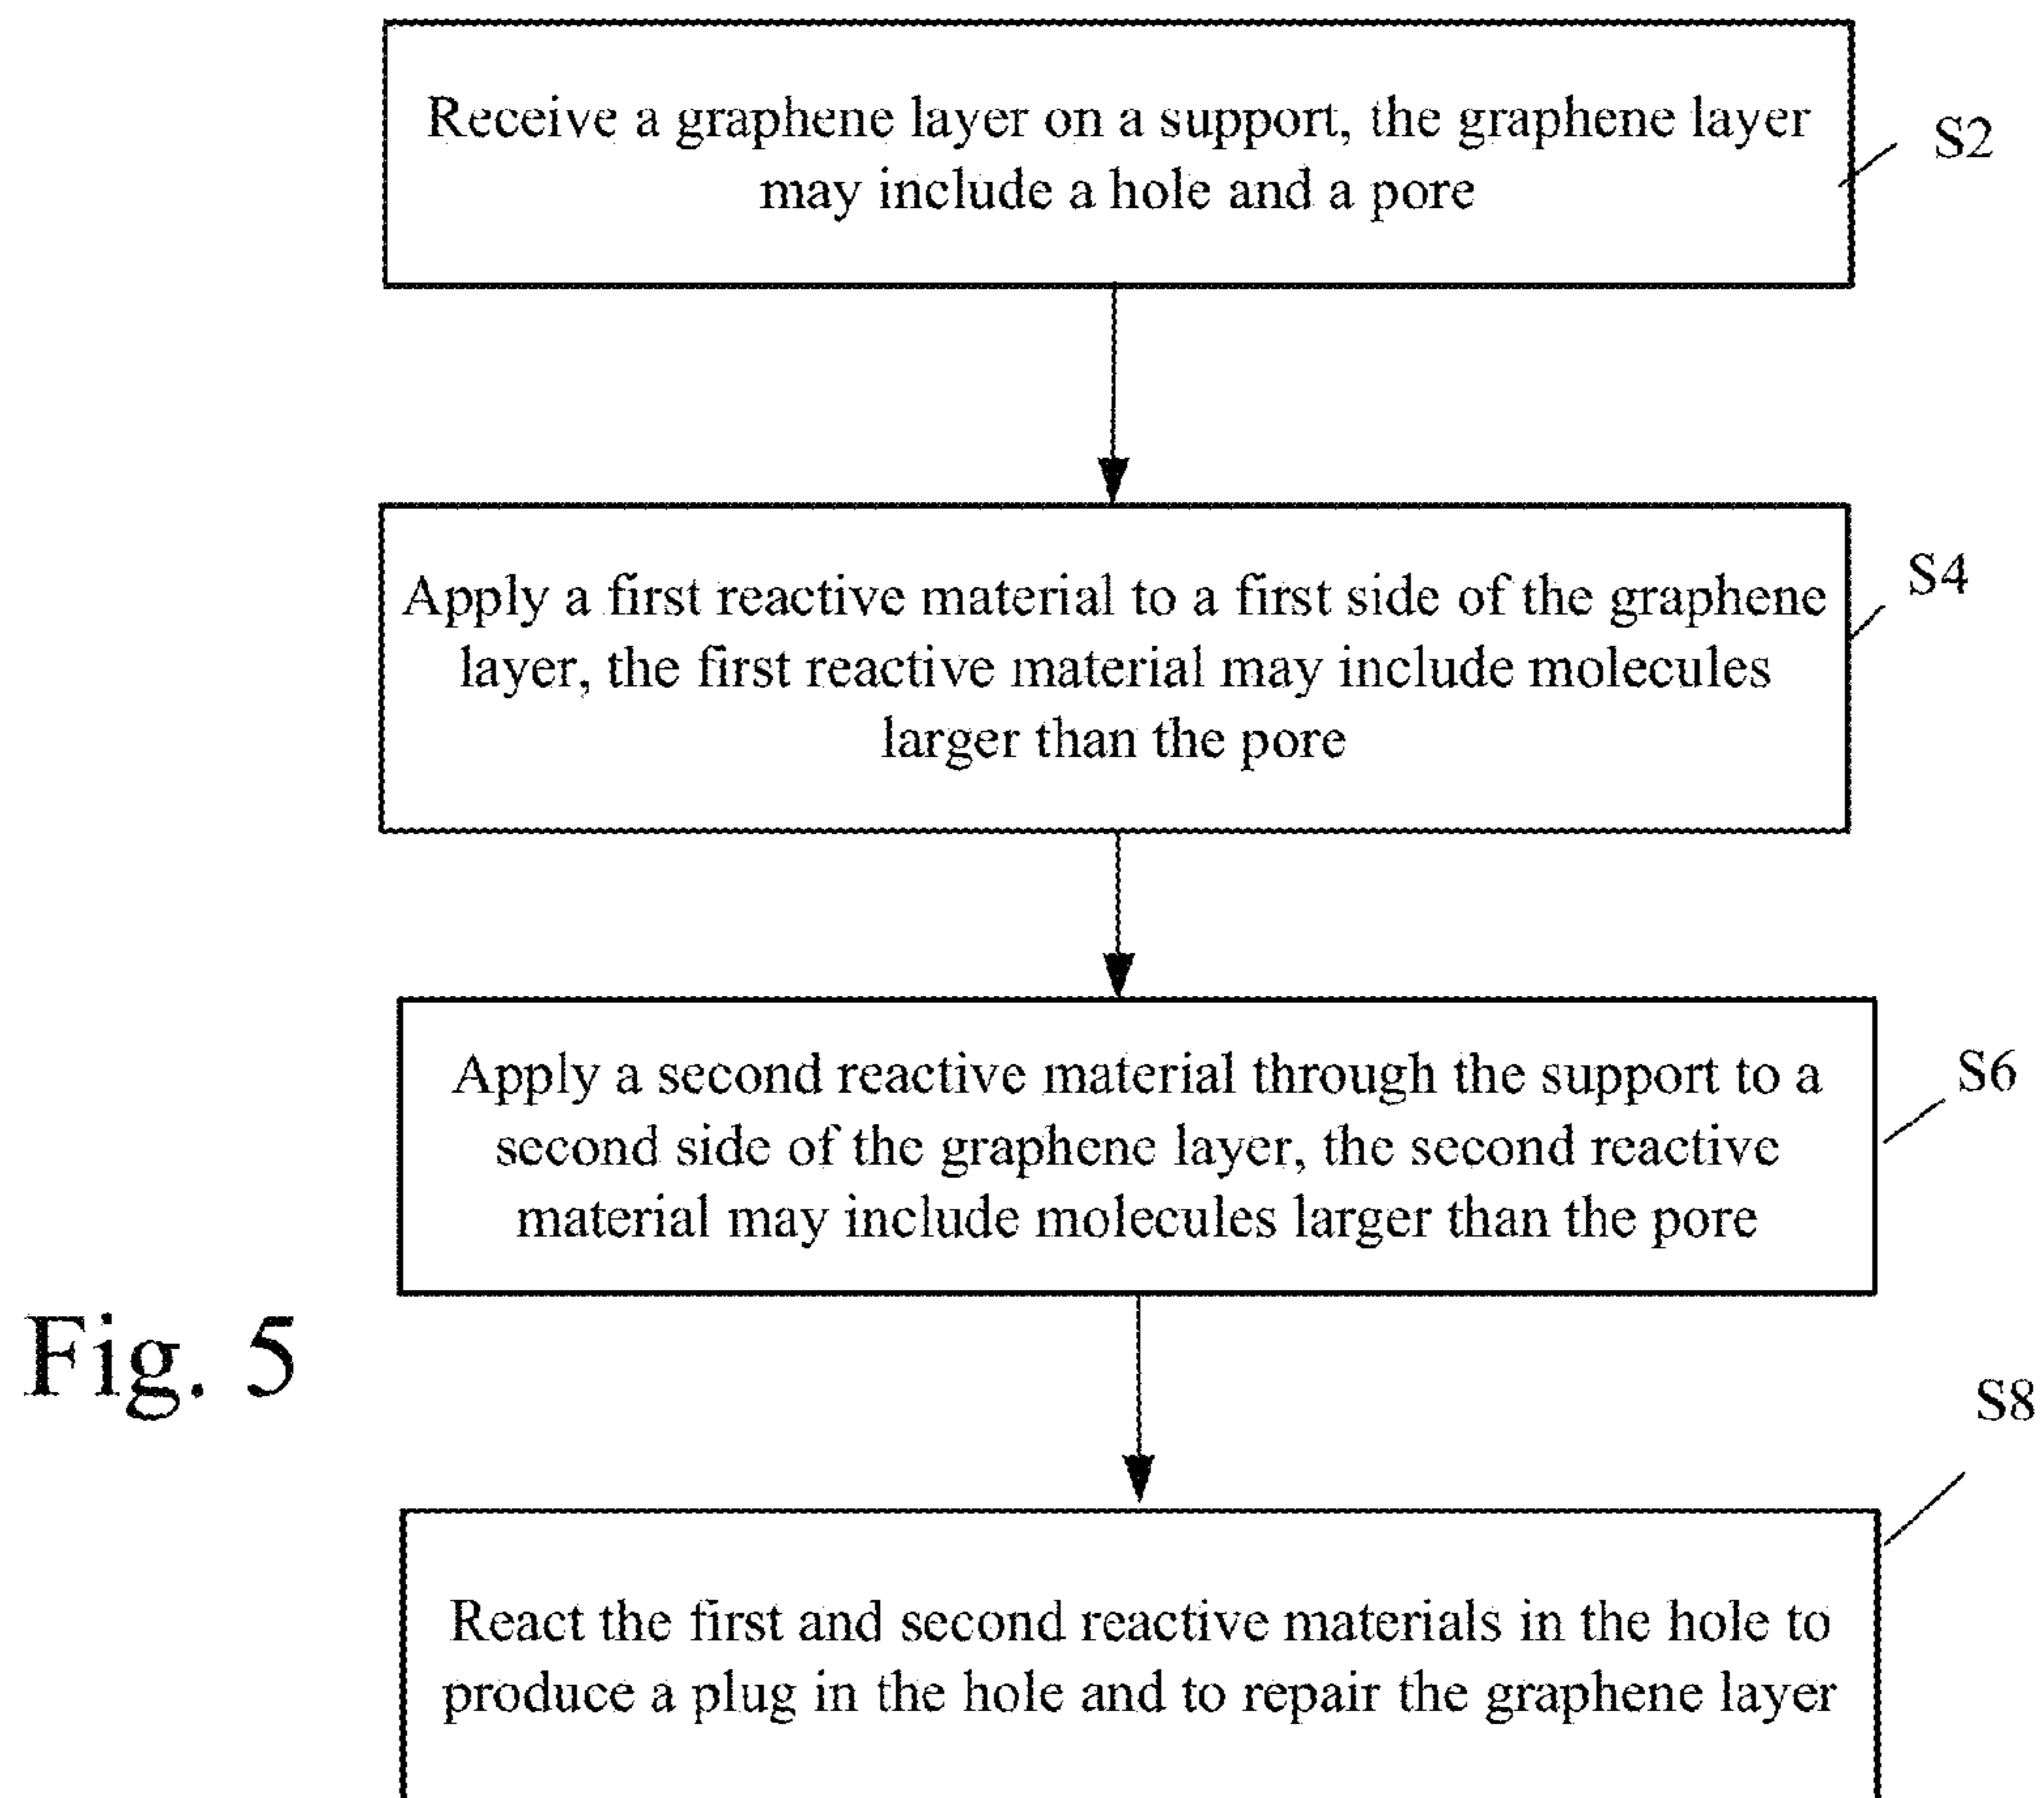 Receive a graphene layer on a support, the graphene layer
may include a hole and a pore
S2
Apply a first reactive material to a first side of the graphene
layer, the first reactive material may include molecules
larger than the pore
S4
Apply a second reactive material through the support to a
second side of the graphene layer, the second reactive
material may include molecules larger than the pore
S6
Fig. 5
S8
React the first and second reactive materials in the hole to
produce a plug in the hole and to repair the graphene layer